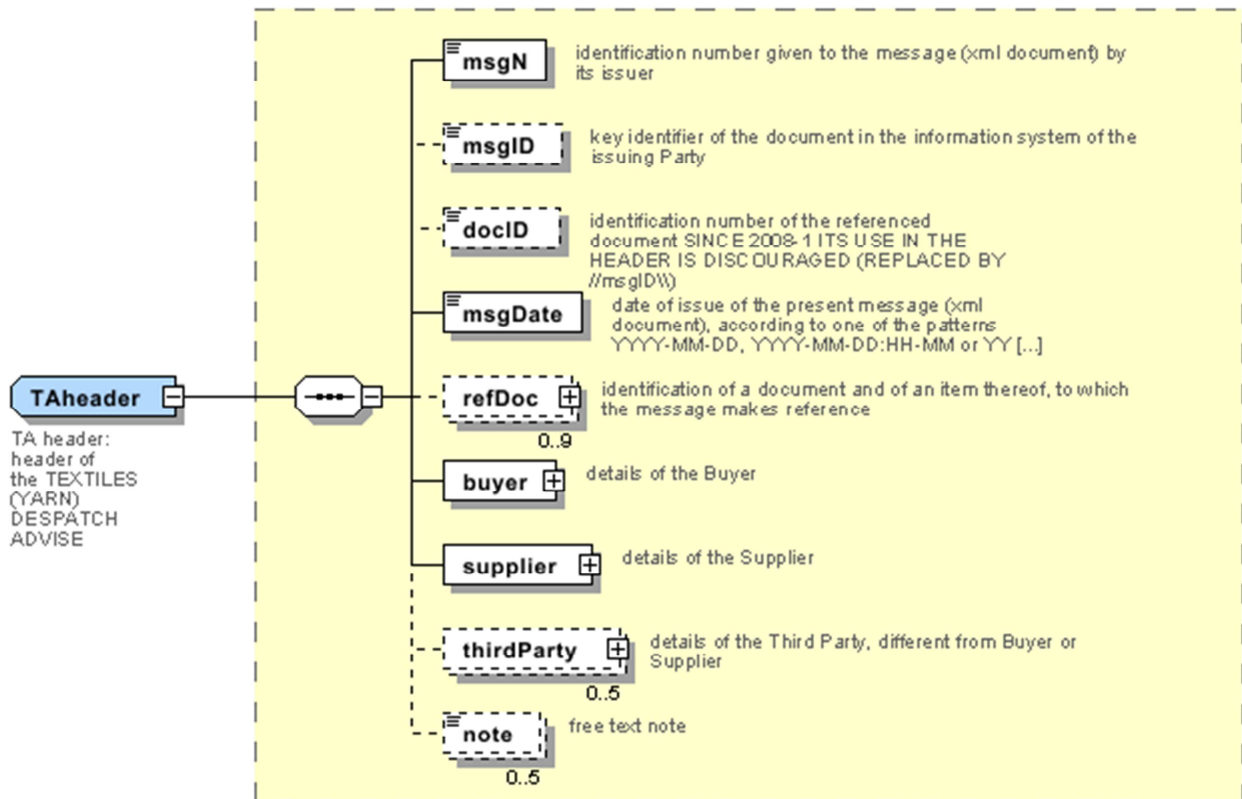 msgN
identification number given to the message (xml document) by
its issuer
msgID
key identifier of the document in the information system of the
issuing Party
docID
identification number of the referenced
document SINCE 2008-1 ITS USE IN THE
HEADER IS DISCOURAGED (REPLACED BY
//msgID\\)
msgDate
date of issue of the present message (xml
document), according to one of the patterns
YYYY-MM-DD, YYYY-MM-DD:HH-MM or YY [...]
TAheader
TA header:
header of
the TEXTILES
(YARN)
DESPATCH
ADVISE
refDoc
identification of a document and of an item thereof, to which
the message makes reference
0..9
buyer
details of the Buyer
supplier
details of the Supplier
thirdParty
details of the Third Party, different from Buyer or
Supplier
0..5
note
free text note
0..5